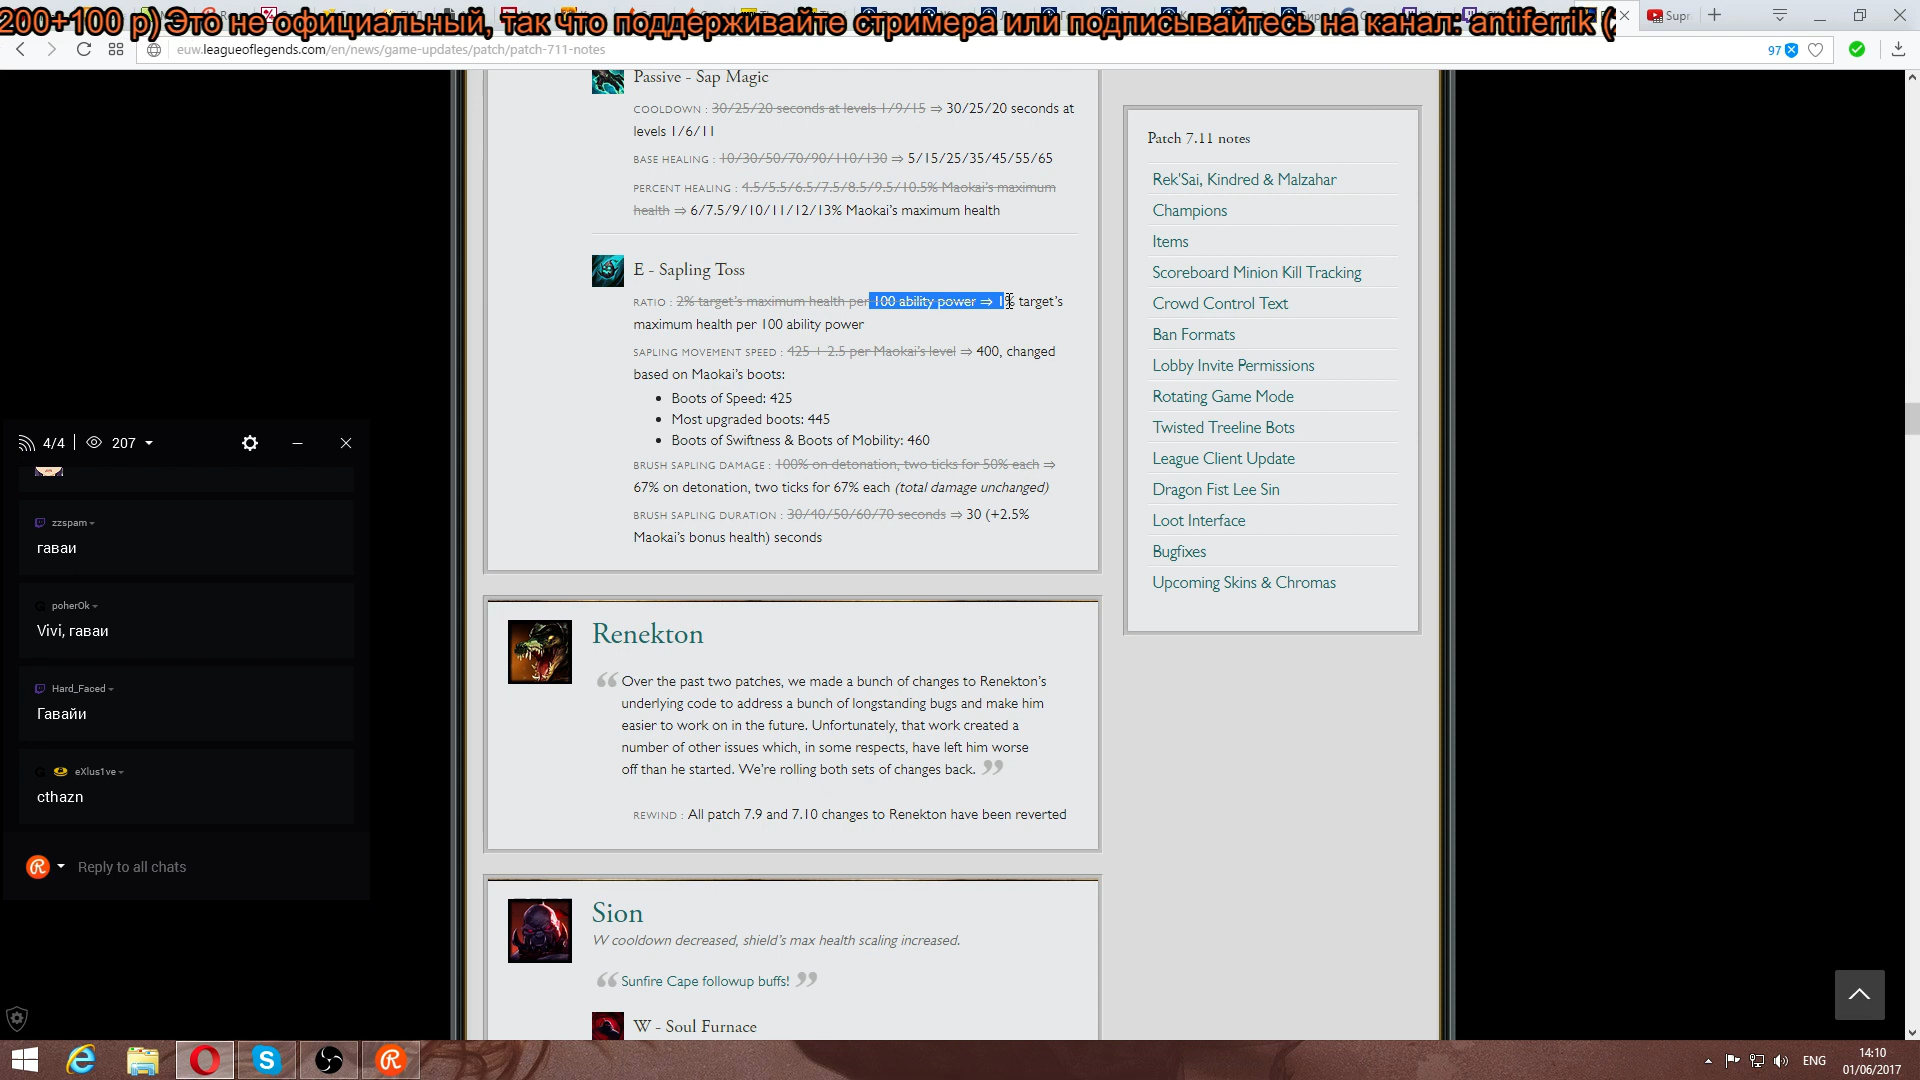 200+100 р) Это не официальный, так что поддерживайте стримера или подписывайтесь на канал: antiferrik (
Supr
euw.leagueoflegends.com/en/news/game-updates/patch/patch-711-notes
97
Passive - Sap Magic
COOLDOWN : 30/25/20 seconds at levels 1/9/15 ⇒ 30/25/20 seconds at
levels 1/6/11
BASE HEALING : 10/30/50/70/90/110/130 ⇒ 5/15/25/35/45/55/65
PERCENT HEALING : 4.5/5.5/6.5/7.5/8.5/9.5/10.5% Maokai's maximum
health ⇒ 6/7.5/9/10/11/12/13% Maokai's maximum health
E - Sapling Toss
RATIO : 2% target's maximum health per 100 ability power ⇒ 1% target's
maximum health per 100 ability power
SAPLING MOVEMENT SPEED : 425 + 2.5 per Maokai's level ⇒ 400, changed
based on Maokai's boots:
• Boots of Speed: 425
• Most upgraded boots: 445
• Boots of Swiftness & Boots of Mobility: 460
BRUSH SAPLING DAMAGE : 100% on detonation, two ticks for 50% each ⇒
67% on detonation, two ticks for 67% each (total damage unchanged)
BRUSH SAPLING DURATION : 30/40/50/60/70 seconds ⇒ 30 (+2.5%
Maokai's bonus health) seconds
Renekton
Over the past two patches, we made a bunch of changes to Renekton's
underlying code to address a bunch of longstanding bugs and make him
easier to work on in the future. Unfortunately, that work created a
number of other issues which, in some respects, have left him worse
off than he started. We're rolling both sets of changes back.
REWIND : All patch 7.9 and 7.10 changes to Renekton have been reverted
Sion
W cooldown decreased, shield's max health scaling increased.
Sunfire Cape followup buffs!
W - Soul Furnace
Patch 7.11 notes
Rek'Sai, Kindred & Malzahar
Champions
Items
Scoreboard Minion Kill Tracking
Crowd Control Text
Ban Formats
Lobby Invite Permissions
Rotating Game Mode
Twisted Treeline Bots
League Client Update
Dragon Fist Lee Sin
Loot Interface
Bugfixes
Upcoming Skins & Chromas
4/4
207
zzspam
гаваи
poherOk
Vivi, гаваи
Hard_Faced
Гавайи
eXlus1ve
cthazn
Reply to all chats
ENG
14:10
01/06/2017